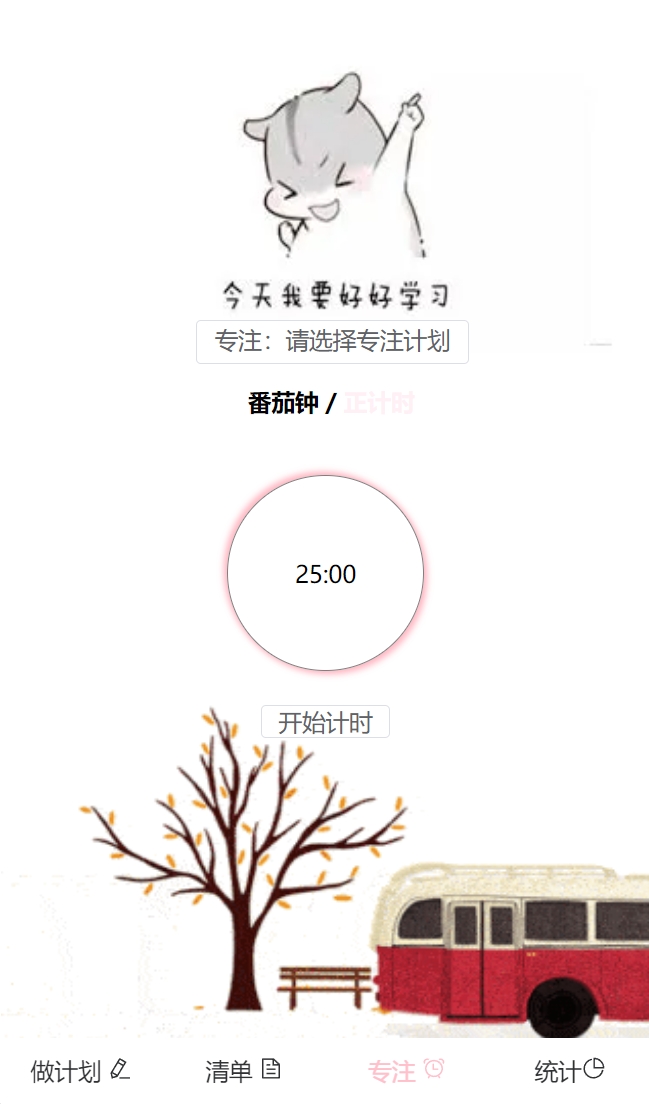 今天我要好好学习
专注：请选择专注计划
番茄钟 / 正计时
25:00
开始计时
做计划 清单 专注 统计